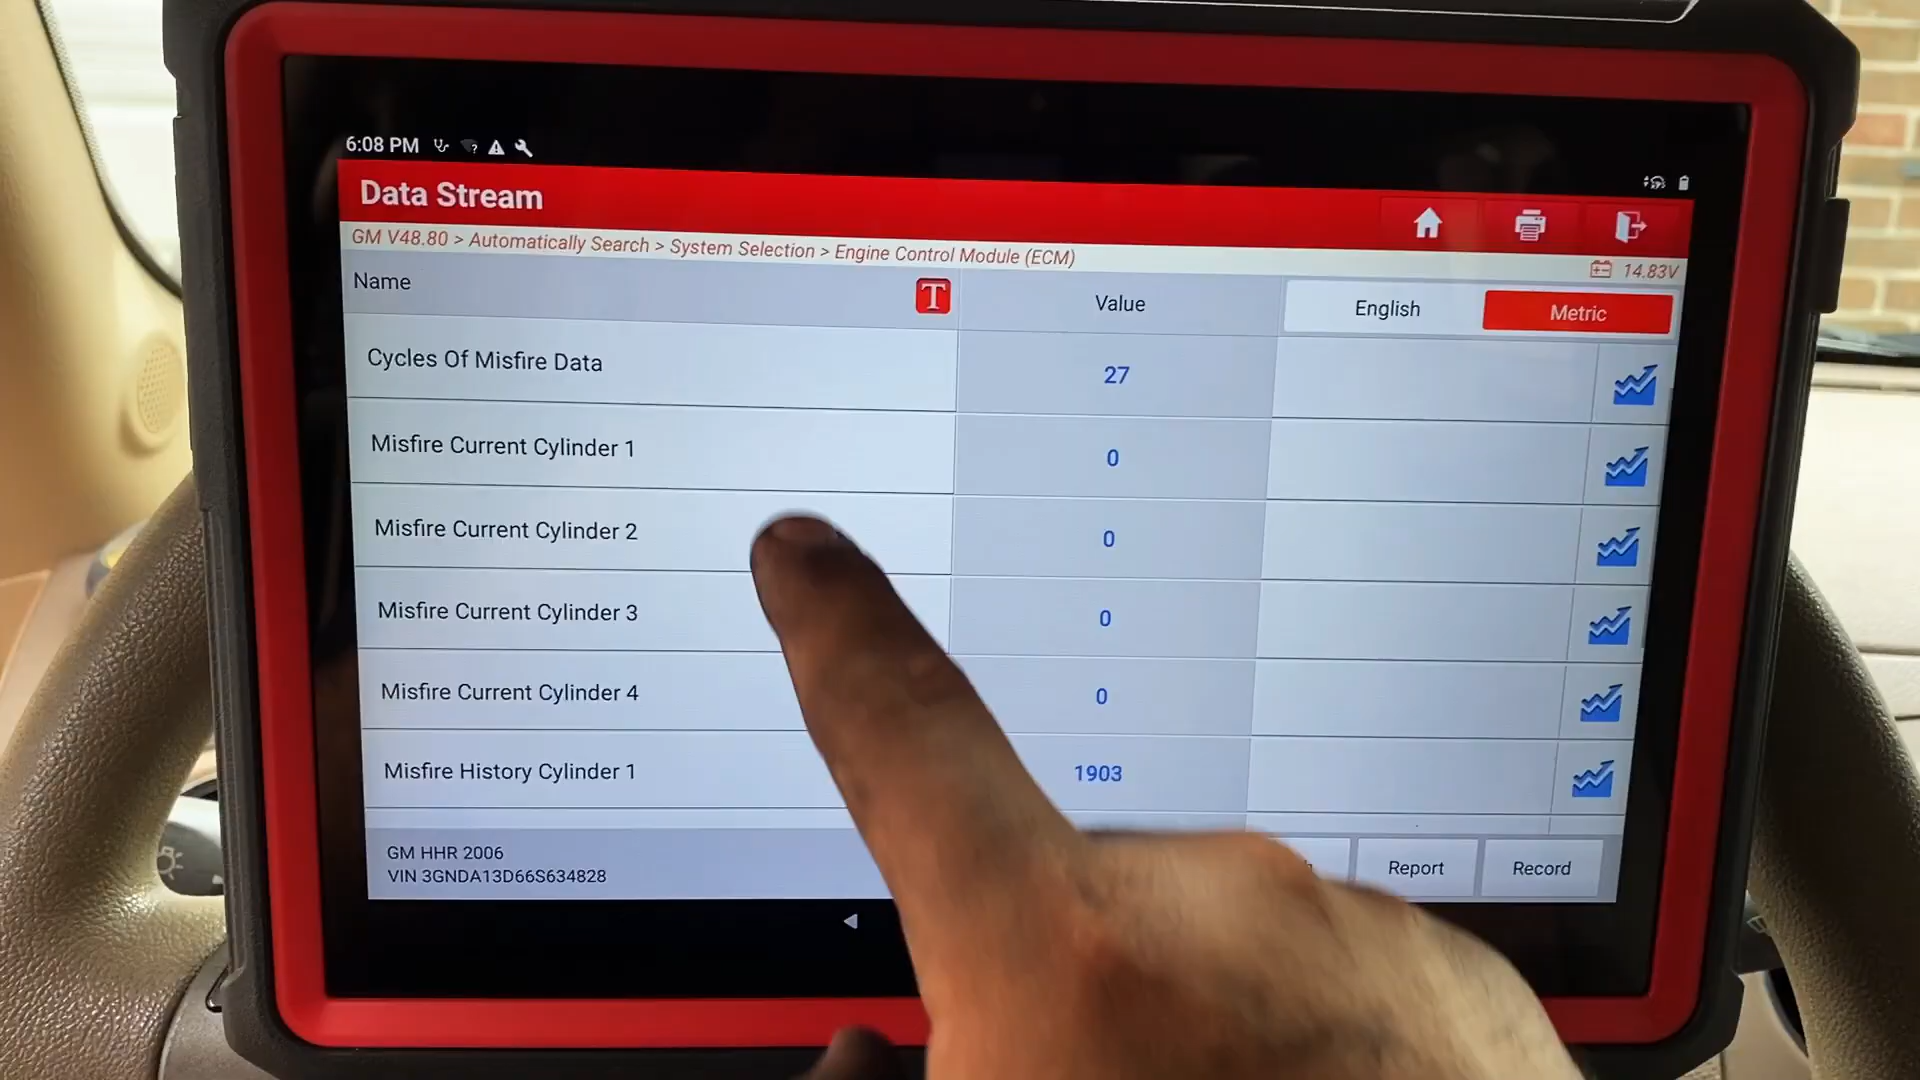 6:08 PM
Data Stream
GM V48.80 > Automatically Search > System Selection > Engine Control Module (ECM)
14.83V
Name
T
Value
English
Metric
Cycles Of Misfire Data
27
Misfire Current Cylinder 1
0
Misfire Current Cylinder 2
0
Misfire Current Cylinder 3
0
Misfire Current Cylinder 4
0
Misfire History Cylinder 1
1903
GM HHR 2006
VIN 3GNDA13D66S634828
Report
Record